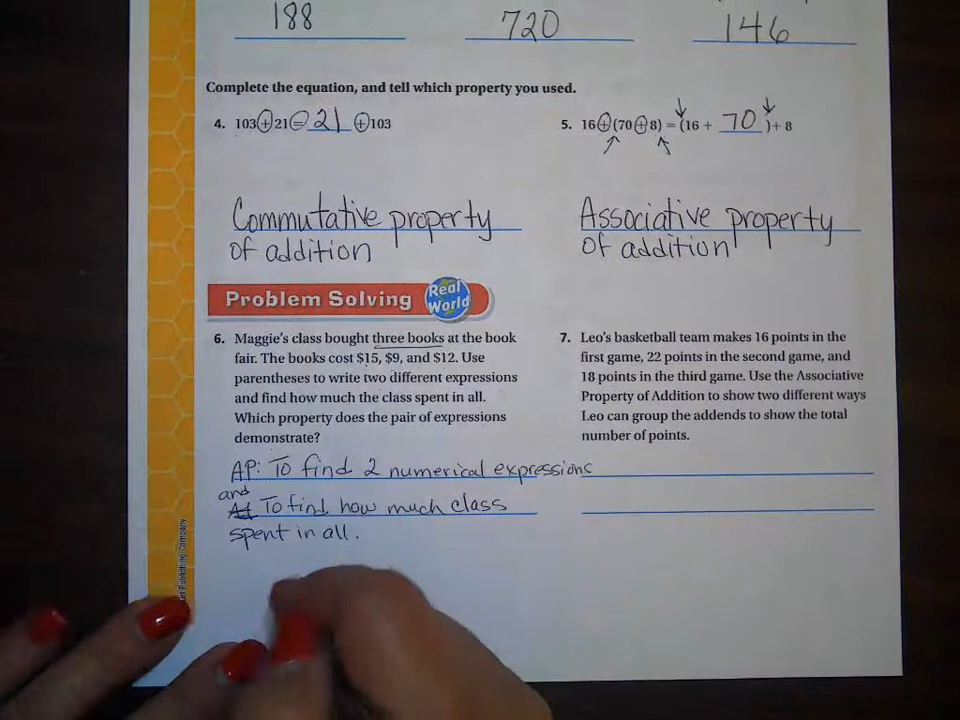 188
720
146
Complete the equation, and tell which property you used.
4. 103+21= 21 +103
5. 16+(70+8) = (16 + 70 )+ 8
Commutative property
of addition
Associative property
of addition
Problem Solving Real World
6. Maggie's class bought three books at the book
fair. The books cost $15, $9, and $12. Use
parentheses to write two different expressions
and find how much the class spent in all.
Which property does the pair of expressions
demonstrate?
AP: To find 2 numerical expressions
and
To find how much class
spent in all.
7. Leo's basketball team makes 16 points in the
first game, 22 points in the second game, and
18 points in the third game. Use the Associative
Property of Addition to show two different ways
Leo can group the addends to show the total
number of points.
Publishing Company